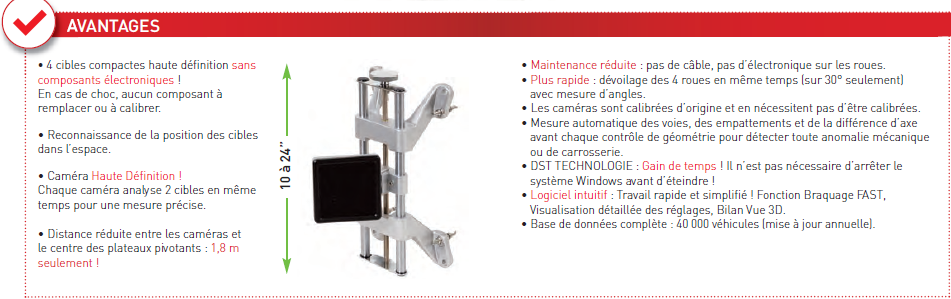 AVANTAGES
• 4 cibles compactes haute définition sans
composants électroniques !
En cas de choc, aucun composant à
remplacer ou à calibrer.
• Reconnaissance de la position des cibles
dans l'espace.
• Caméra Haute Définition !
Chaque caméra analyse 2 cibles en même
temps pour une mesure précise.
• Distance réduite entre les caméras et
le centre des plateaux pivotants : 1,8 m
seulement !
10 à 24"
• Maintenance réduite : pas de câble, pas d'électronique sur les roues.
• Plus rapide : dévoilage des 4 roues en même temps (sur 30° seulement)
avec mesure d'angles.
• Les caméras sont calibrées d'origine et en nécessitent pas d'être calibrées.
• Mesure automatique des voies, des empattements et de la différence d'axe
avant chaque contrôle de géométrie pour détecter toute anomalie mécanique
ou de carrosserie.
• DST TECHNOLOGIE : Gain de temps ! Il n'est pas nécessaire d'arrêter le
système Windows avant d'éteindre !
• Logiciel intuitif : Travail rapide et simplifié ! Fonction Braquage FAST,
Visualisation détaillée des réglages, Bilan Vue 3D.
• Base de données complète : 40 000 véhicules (mise à jour annuelle).